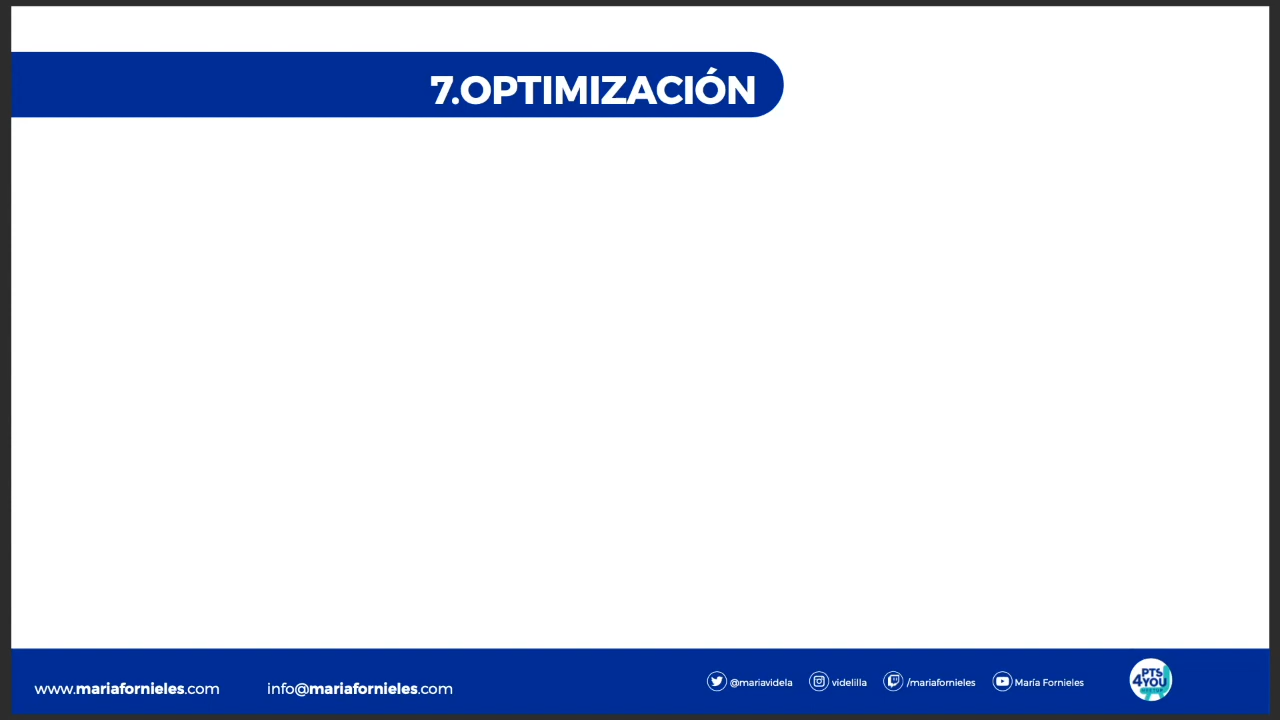 7.OPTIMIZACIÓN
www.mariafornieles.com
info@mariafornieles.com
@mariavidela
videlilla
/mariafornieles
María Fornieles
PTS
4YOU